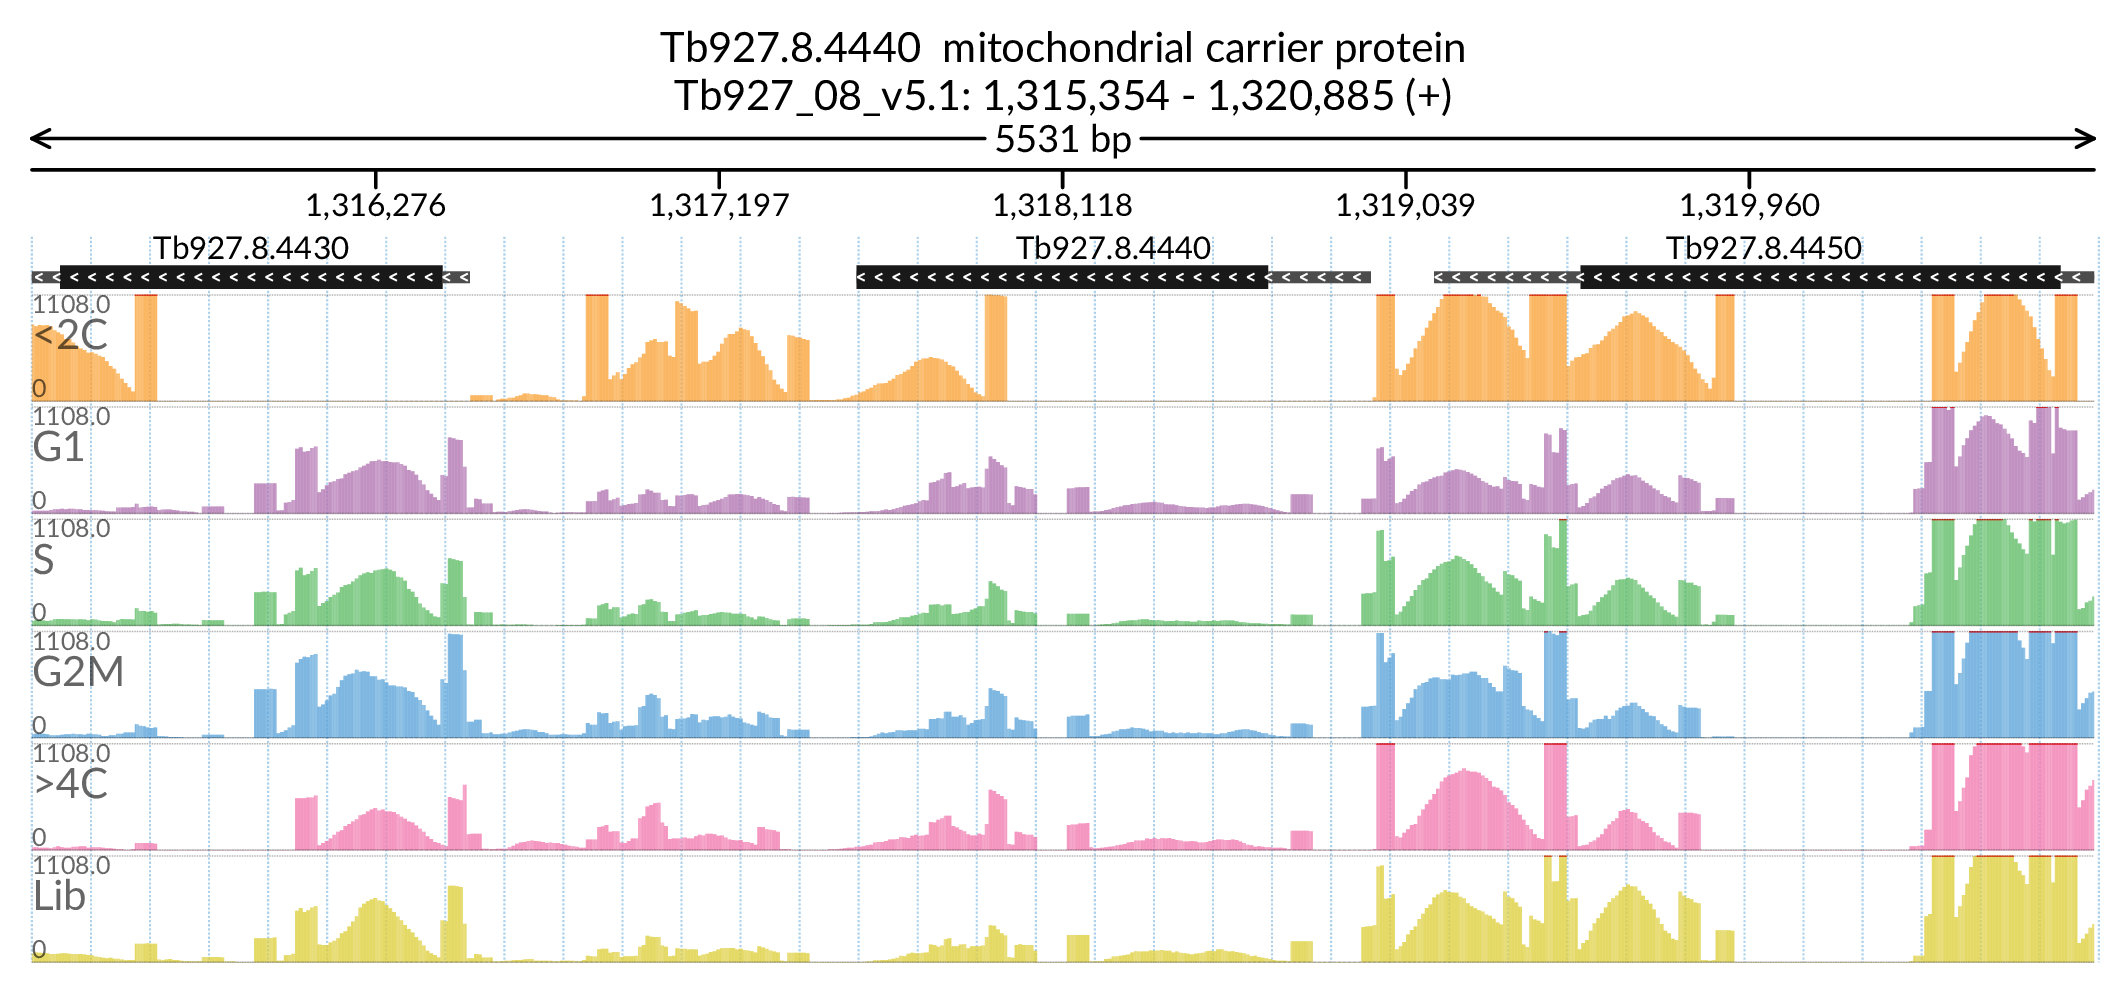 Tb927.8.4440 mitochondrial carrier protein
Tb927_08_v5.1: 1,315,354 - 1,320,885 (+)
5531 bp
1,316,276 1,317,197 1,318,118 1,319,039 1,319,960
Tb927.8.4430 Tb927.8.4440 Tb927.8.4450
1108.0
<2C
0
1108.0
G1
0
1108.0
S
0
1108.0
G2M
0
1108.0
>4C
0
1108.0
Lib
0